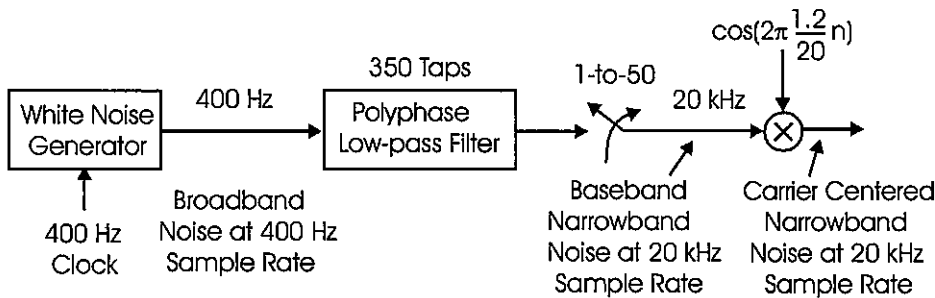 cos(2π 1.2/20 n)
350 Taps
1-to-50
400 Hz
20 kHz
White Noise
Generator
Polyphase
Low-pass Filter
400 Hz
Clock
Broadband
Noise at 400 Hz
Sample Rate
Baseband
Narrowband
Noise at 20 kHz
Sample Rate
Carrier Centered
Narrowband
Noise at 20 kHz
Sample Rate